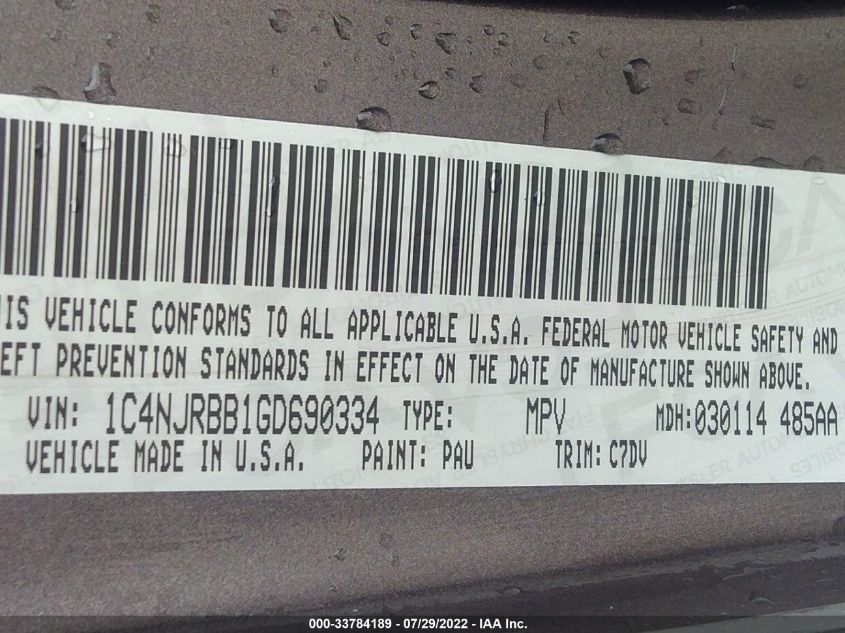 IS VEHICLE CONFORMS TO ALL APPLICABLE U.S.A. FEDERAL MOTOR VEHICLE SAFETY AND
EFT PREVENTION STANDARDS IN EFFECT ON THE DATE OF MANUFACTURE SHOWN ABOVE.
VIN: 1C4NJRBB1GD690334 TYPE: MPV MDH:030114 485AA
VEHICLE MADE IN U.S.A. PAINT: PAU TRIM: C7DV
000-33784189 - 07/29/2022 - IAA Inc.